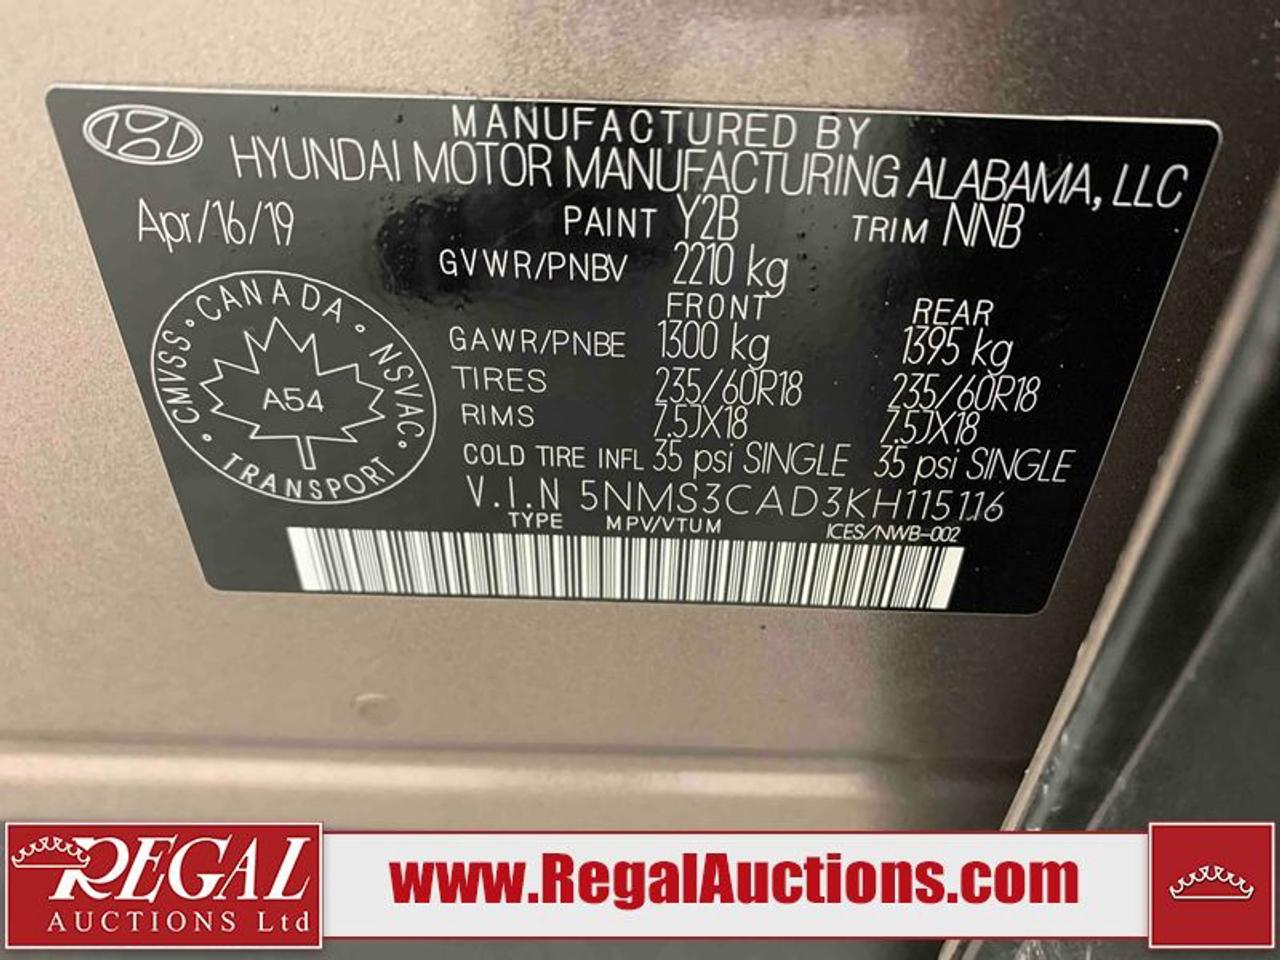 MANUFACTURED BY
HYUNDAI MOTOR MANUFACTURING ALABAMA, LLC
Apr/16/19 PAINT Y2B TRIM NNB
GVWR/PNBV 2210 kg
FRONT REAR
GAWR/PNBE 1300 kg 1395 kg
TIRES 235/60R18 235/60R18
RIMS 7.5JX18 7.5JX18
COLD TIRE INFL 35 psi SINGLE 35 psi SINGLE
V.I.N 5NMS3CAD3KH115116
TYPE MPV/VTUM ICES/NWB-002
CANADA
CMVSS • NSVAC
A54
TRANSPORT
REGAL
AUCTIONS Ltd
www.RegalAuctions.com